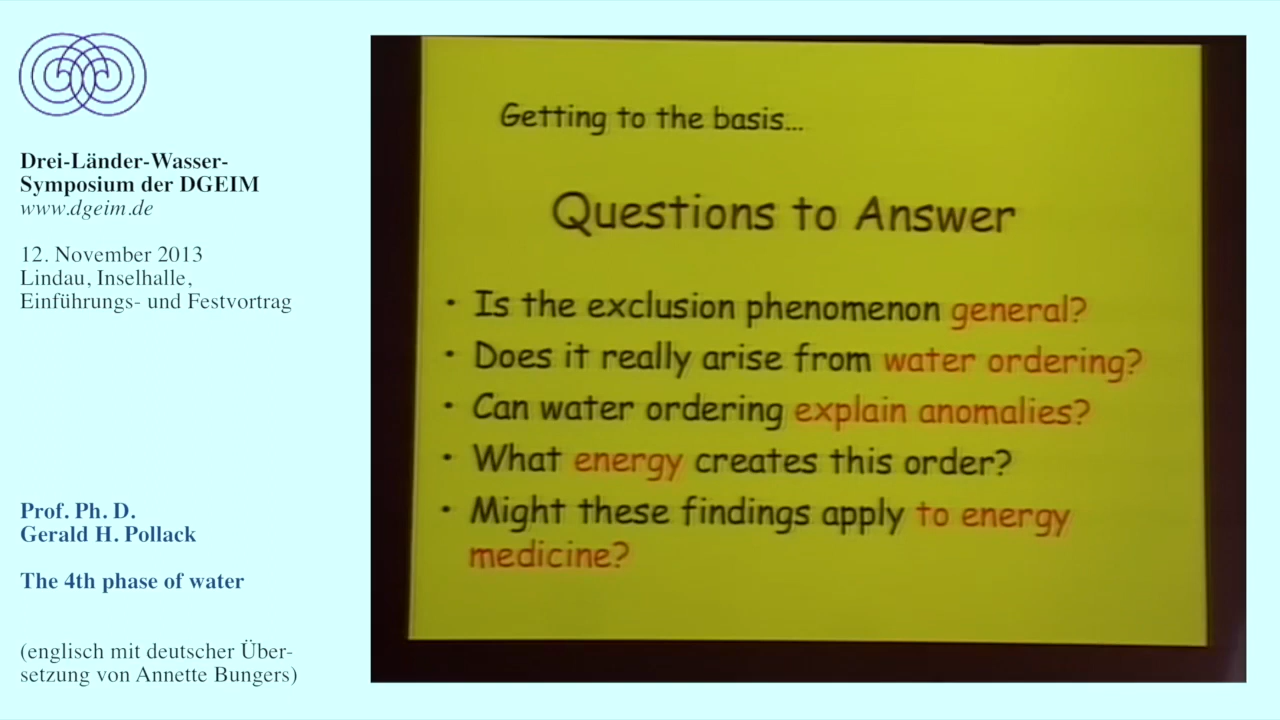 Drei-Länder-Wasser-
Symposium der DGEIM
www.dgeim.de
12. November 2013
Lindau, Inselhalle,
Einführungs- und Festvortrag
Prof. Ph. D.
Gerald H. Pollack
The 4th phase of water
(englisch mit deutscher Über-
setzung von Annette Bungers)
Getting to the basis...
Questions to Answer
• Is the exclusion phenomenon general?
• Does it really arise from water ordering?
• Can water ordering explain anomalies?
• What energy creates this order?
• Might these findings apply to energy
medicine?